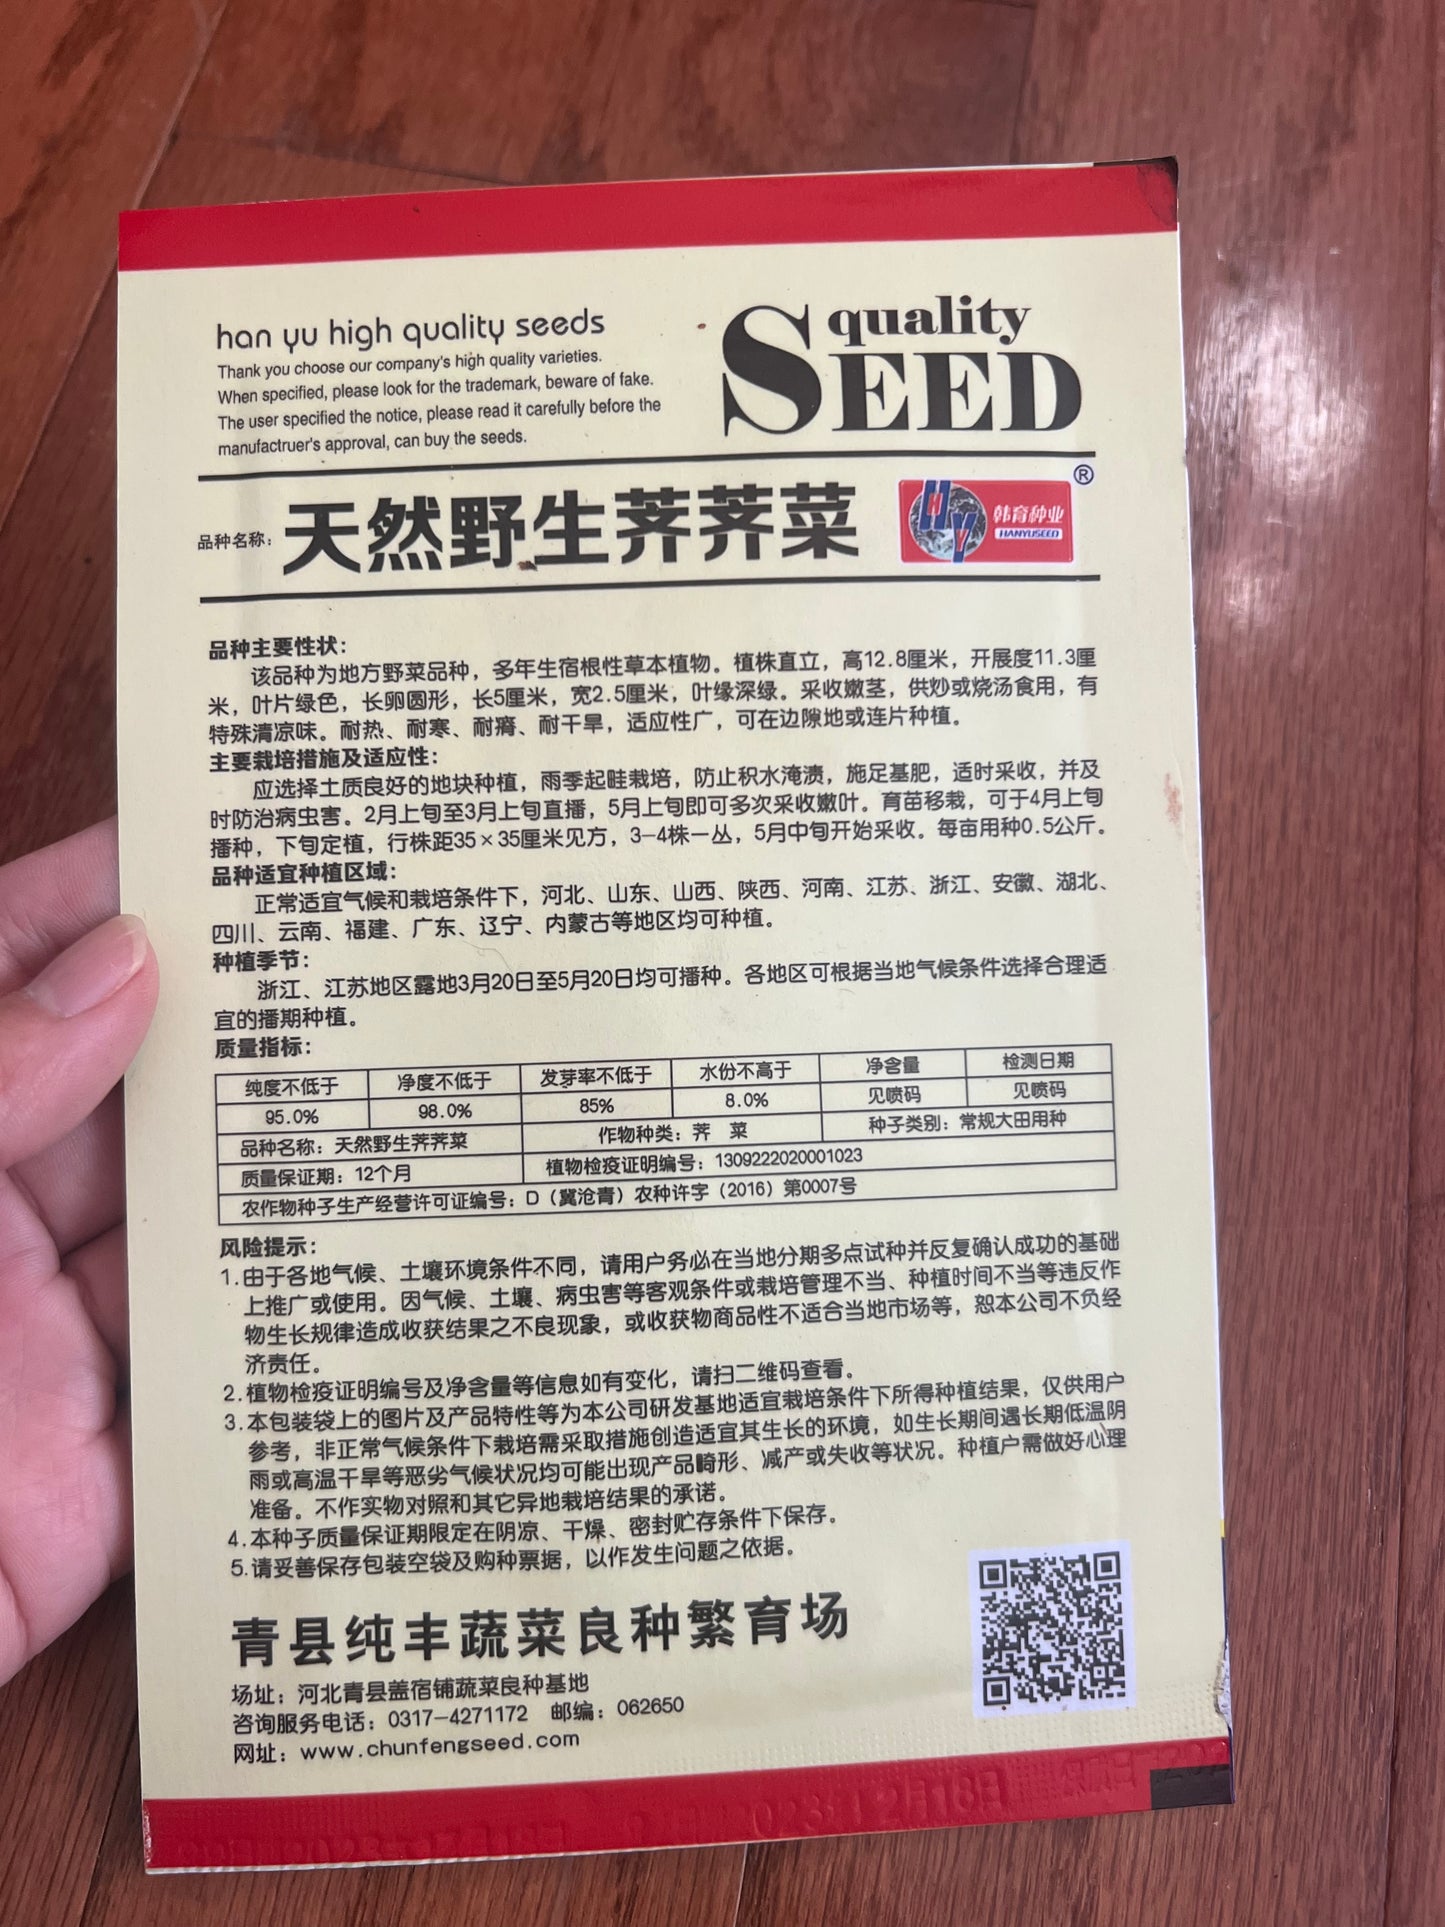 han yu high quality seeds
Thank you choose our company's high quality varieties.
When specified, please look for the trademark, beware of fake.
The user specified the notice, please read it carefully before the
manufactruer's approval, can buy the seeds.
quality
SEED
品种名称：天然野生荠荠菜
HY 韩育种业 ®
HANYUSEED
品种主要性状：
该品种为地方野菜品种，多年生宿根性草本植物。植株直立，高12.8厘米，开展度11.3厘
米，叶片绿色，长卵圆形，长5厘米，宽2.5厘米，叶缘深绿。采收嫩茎，供炒或烧汤食用，有
特殊清凉味。耐热、耐寒、耐瘠、耐干旱，适应性广，可在边隙地或连片种植。
主要栽培措施及适应性：
应选择土质良好的地块种植，雨季起畦栽培，防止积水淹渍，施足基肥，适时采收，并及
时防治病虫害。2月上旬至3月上旬直播，5月上旬即可多次采收嫩叶。育苗移栽，可于4月上旬
播种，下旬定植，行株距35×35厘米见方，3-4株一丛，5月中旬开始采收。每亩用种0.5公斤。
品种适宜种植区域：
正常适宜气候和栽培条件下，河北、山东、山西、陕西、河南、江苏、浙江、安徽、湖北、
四川、云南、福建、广东、辽宁、内蒙古等地区均可种植。
种植季节：
浙江、江苏地区露地3月20日至5月20日均可播种。各地区可根据当地气候条件选择合理适
宜的播期种植。
质量指标：
纯度不低于 净度不低于 发芽率不低于 水份不高于 净含量 检测日期
95.0% 98.0% 85% 8.0% 见喷码 见喷码
品种名称：天然野生荠荠菜 作物种类：荠 菜 种子类别：常规大田用种
质量保证期：12个月 植物检疫证明编号：1309222020001023
农作物种子生产经营许可证编号：D（冀沧青）农种许字（2016）第0007号
风险提示：
1.由于各地气候、土壤环境条件不同，请用户务必在当地分期多点试种并反复确认成功的基础
上推广或使用。因气候、土壤、病虫害等客观条件或栽培管理不当、种植时间不当等违反作
物生长规律造成收获结果之不良现象，或收获物商品性不适合当地市场等，恕本公司不负经
济责任。
2.植物检疫证明编号及净含量等信息如有变化，请扫二维码查看。
3.本包装袋上的图片及产品特性等为本公司研发基地适宜栽培条件下所得种植结果，仅供用户
参考，非正常气候条件下栽培需采取措施创造适宜其生长的环境，如生长期间遇长期低温阴
雨或高温干旱等恶劣气候状况均可能出现产品畸形、减产或失收等状况。种植户需做好心理
准备。不作实物对照和其它异地栽培结果的承诺。
4.本种子质量保证期限定在阴凉、干燥、密封贮存条件下保存。
5.请妥善保存包装空袋及购种票据，以作发生问题之依据。
青县纯丰蔬菜良种繁育场
场址：河北青县盖宿铺蔬菜良种基地
咨询服务电话：0317-4271172 邮编：062650
网址：www.chunfengseed.com
2023年12月18日